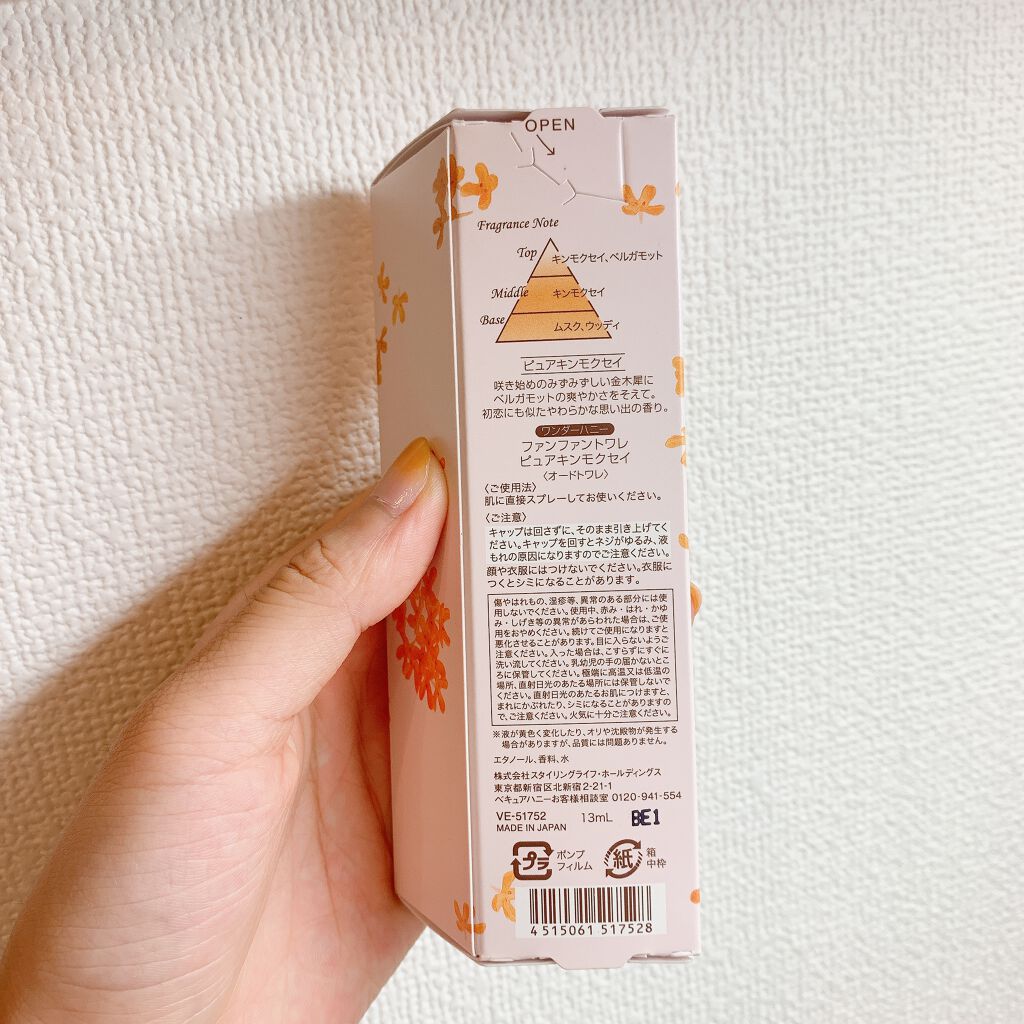 OPEN
Fragrance Note
Top キンモクセイ、ベルガモット
Middle キンモクセイ
Base ムスク、ウッディ
ピュアキンモクセイ
咲き始めのみずみずしい金木犀に
ベルガモットの爽やかさをそえて。
初恋にも似たやわらかな思い出の香り。
ワンダーハニー
ファンファントワレ
ピュアキンモクセイ
〈オードトワレ〉
〈ご使用法〉
肌に直接スプレーしてお使いください。
〈ご注意〉
キャップは回さずに、そのまま引き上げてく
ださい。キャップを回すとネジがゆるみ、液
もれの原因になりますのでご注意ください。
顔や衣服にはつけないでください。衣服に
つくとシミになることがあります。
傷やはれもの、湿疹等、異常のある部分には使
用しないでください。使用中、赤み・はれ・かゆ
み・しげき等の異常があらわれた場合は、ご使
用をおやめください。続けてご使用になりますと
悪化させることがあります。目に入らないようご
注意ください。入った場合は、こすらずにすぐに
洗い流してください。乳幼児の手の届かないとこ
ろに保管してください。極端に高温又は低温の
場所、直射日光のあたる場所には保管しないで
ください。直射日光のあたるお肌につけますと、
まれにかぶれたり、シミになることがありますの
で、ご注意ください。火気に十分ご注意ください。
※液が黄色く変化したり、オリや沈殿物が発生する
場合がありますが、品質には問題ありません。
エタノール、香料、水
株式会社スタイリングライフ・ホールディングス
東京都新宿区北新宿2-21-1
ベキュアハニーお客様相談室 0120-941-554
VE-51752 13mL BE1
MADE IN JAPAN
プラ ポンプ
フィルム
紙 箱
中枠
4 515061 517528